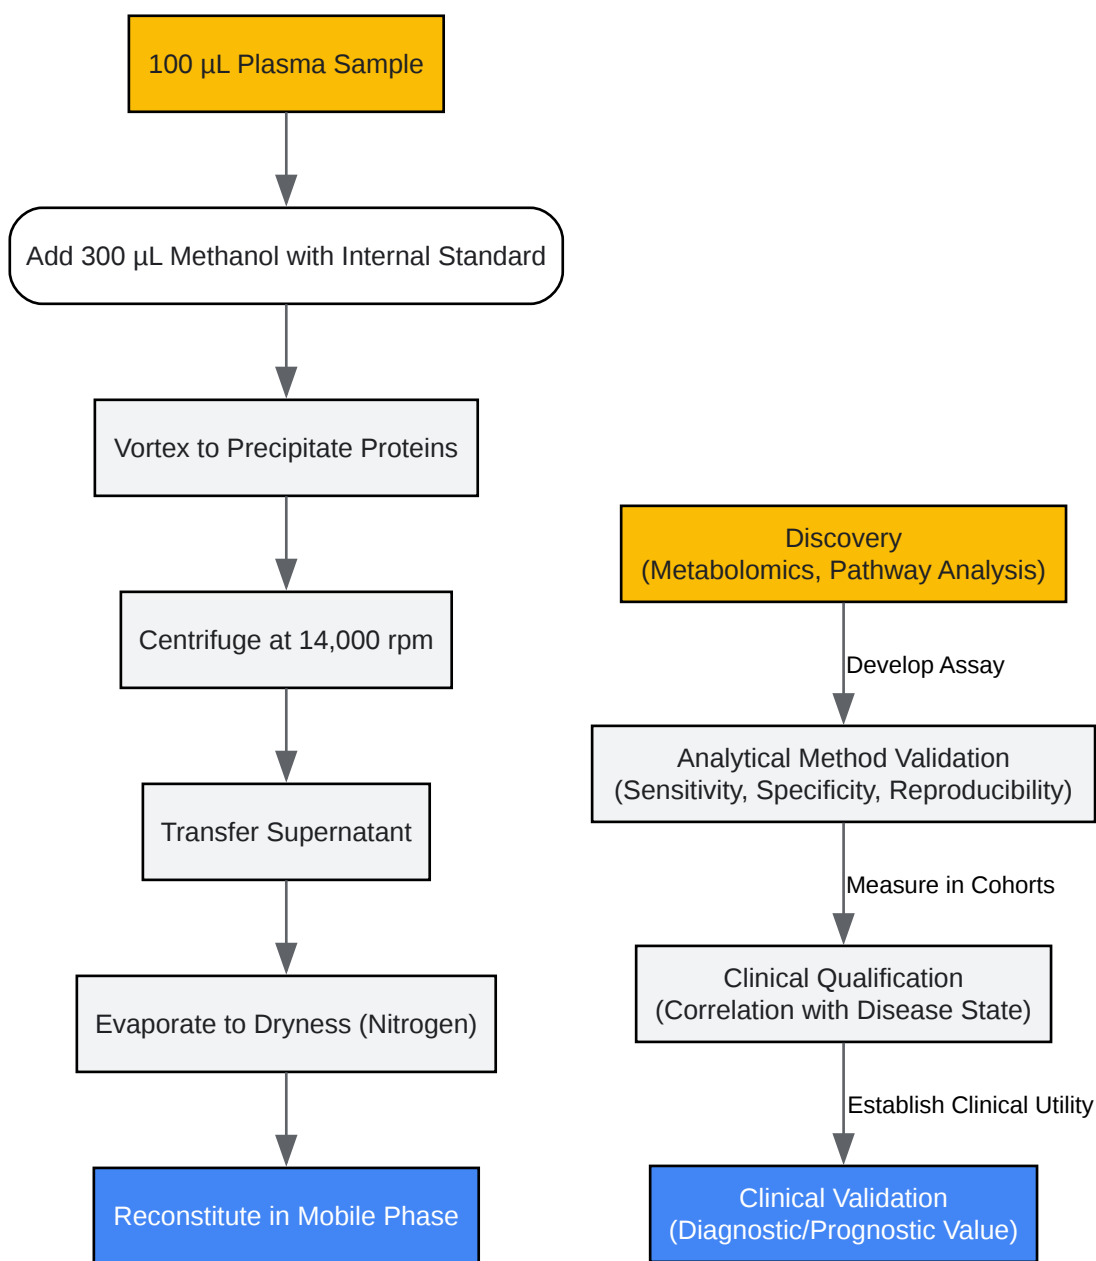 100 µL Plasma Sample
Add 300 µL Methanol with Internal Standard
Vortex to Precipitate Proteins
Centrifuge at 14,000 rpm
Transfer Supernatant
Evaporate to Dryness (Nitrogen)
Reconstitute in Mobile Phase
Discovery
(Metabolomics, Pathway Analysis)
Develop Assay
Analytical Method Validation
(Sensitivity, Specificity, Reproducibility)
Measure in Cohorts
Clinical Qualification
(Correlation with Disease State)
Establish Clinical Utility
Clinical Validation
(Diagnostic/Prognostic Value)